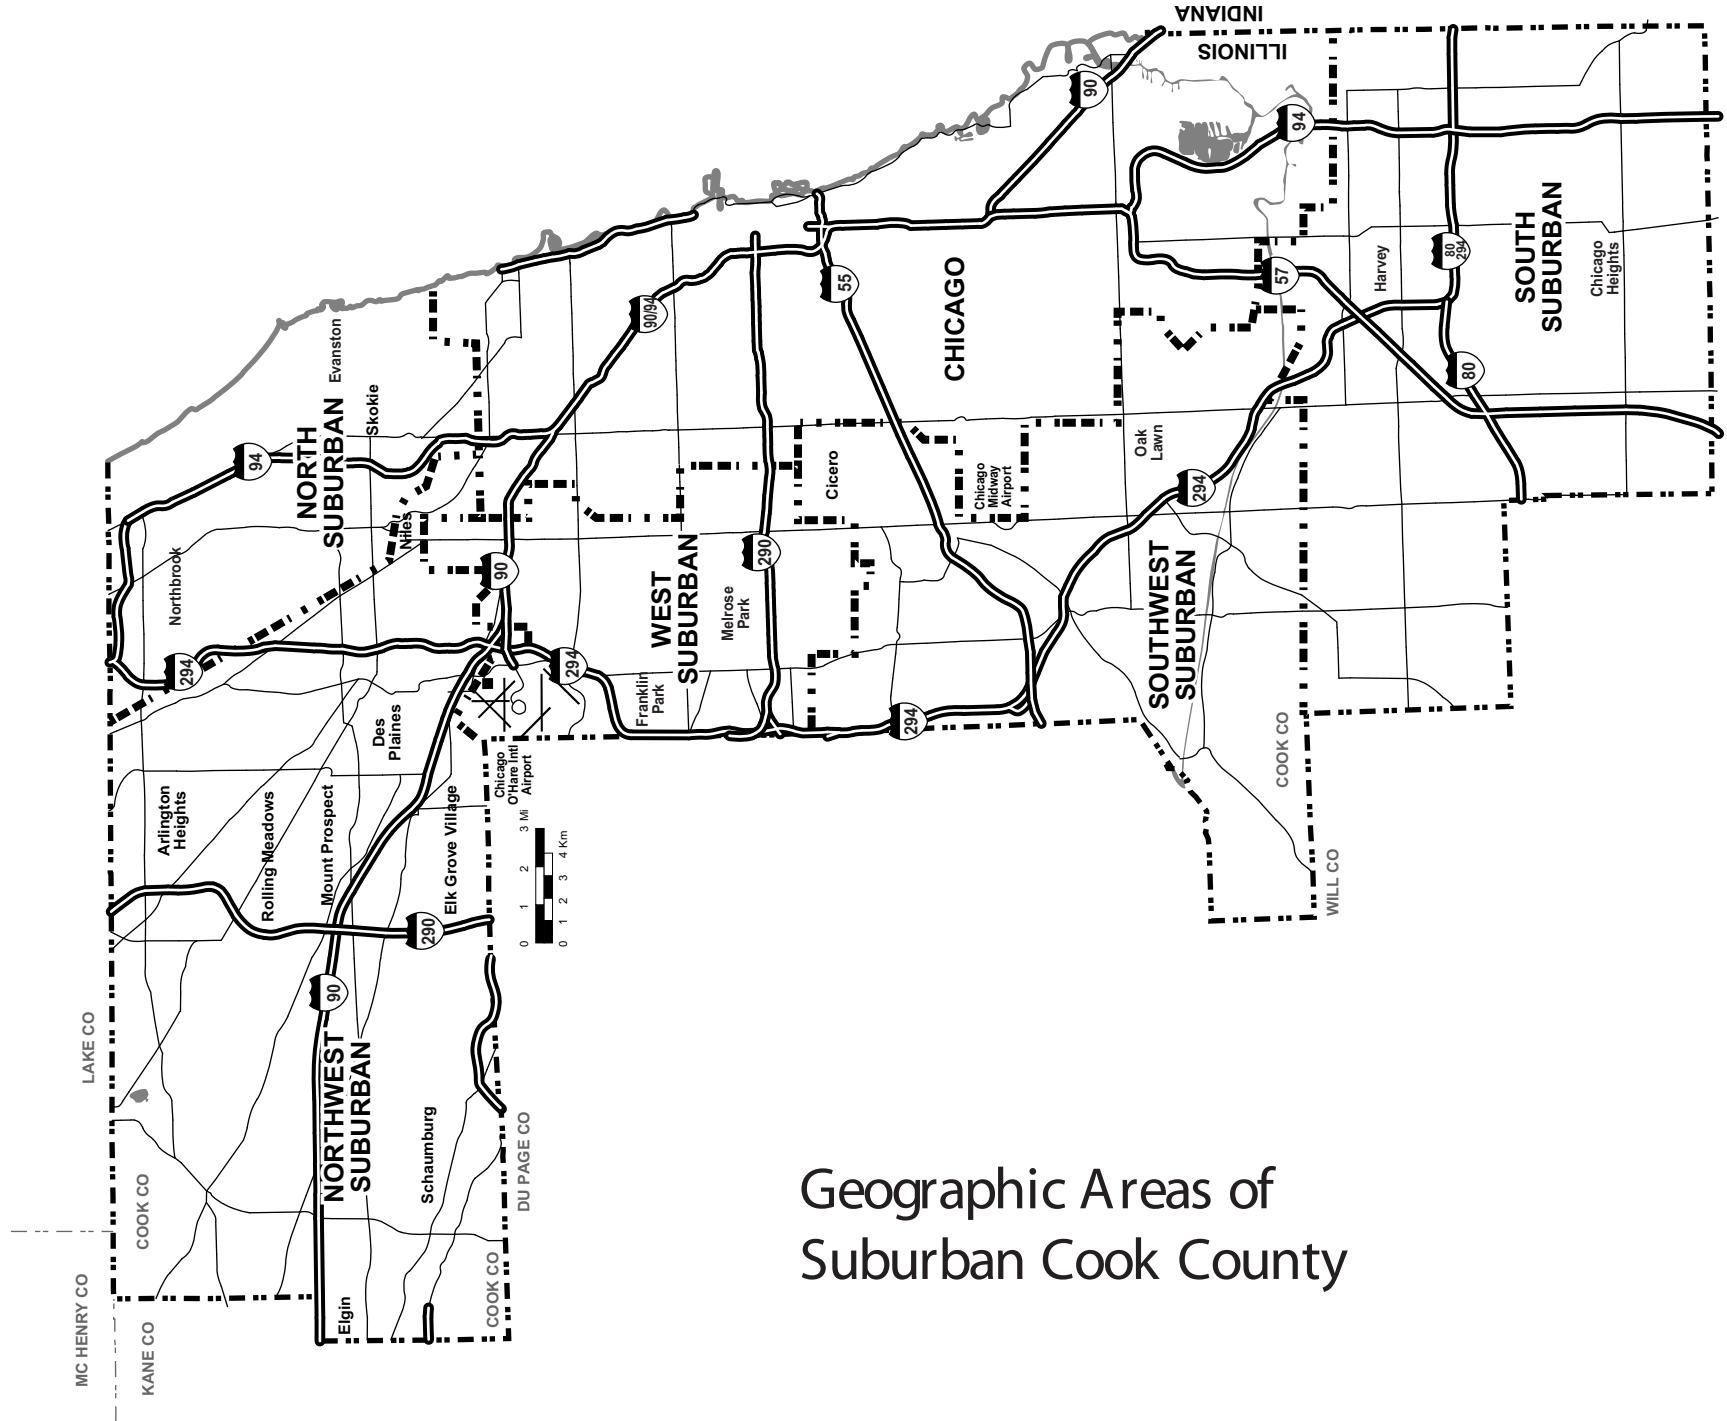 INDIANA
ILLINOIS
90
94
94
90/94
55
57
80
294
80
294
294
90
290
294
294
290
90
NORTH
SUBURBAN
Evanston
Skokie
Niles
Northbrook
CHICAGO
SOUTH
SUBURBAN
Harvey
Chicago
Heights
WEST
SUBURBAN
Cicero
Melrose
Park
Franklin
Park
Chicago
Midway
Airport
Oak
Lawn
SOUTHWEST
SUBURBAN
Des
Plaines
Arlington
Heights
Rolling Meadows
Mount Prospect
Elk Grove Village
Chicago
O'Hare Intl
Airport
0 1 2 3 Mi
0 1 2 3 4 Km
NORTHWEST
SUBURBAN
Schaumburg
Elgin
LAKE CO
COOK CO
MC HENRY CO
KANE CO
COOK CO
DU PAGE CO
COOK CO
WILL CO
Geographic Areas of
Suburban Cook County